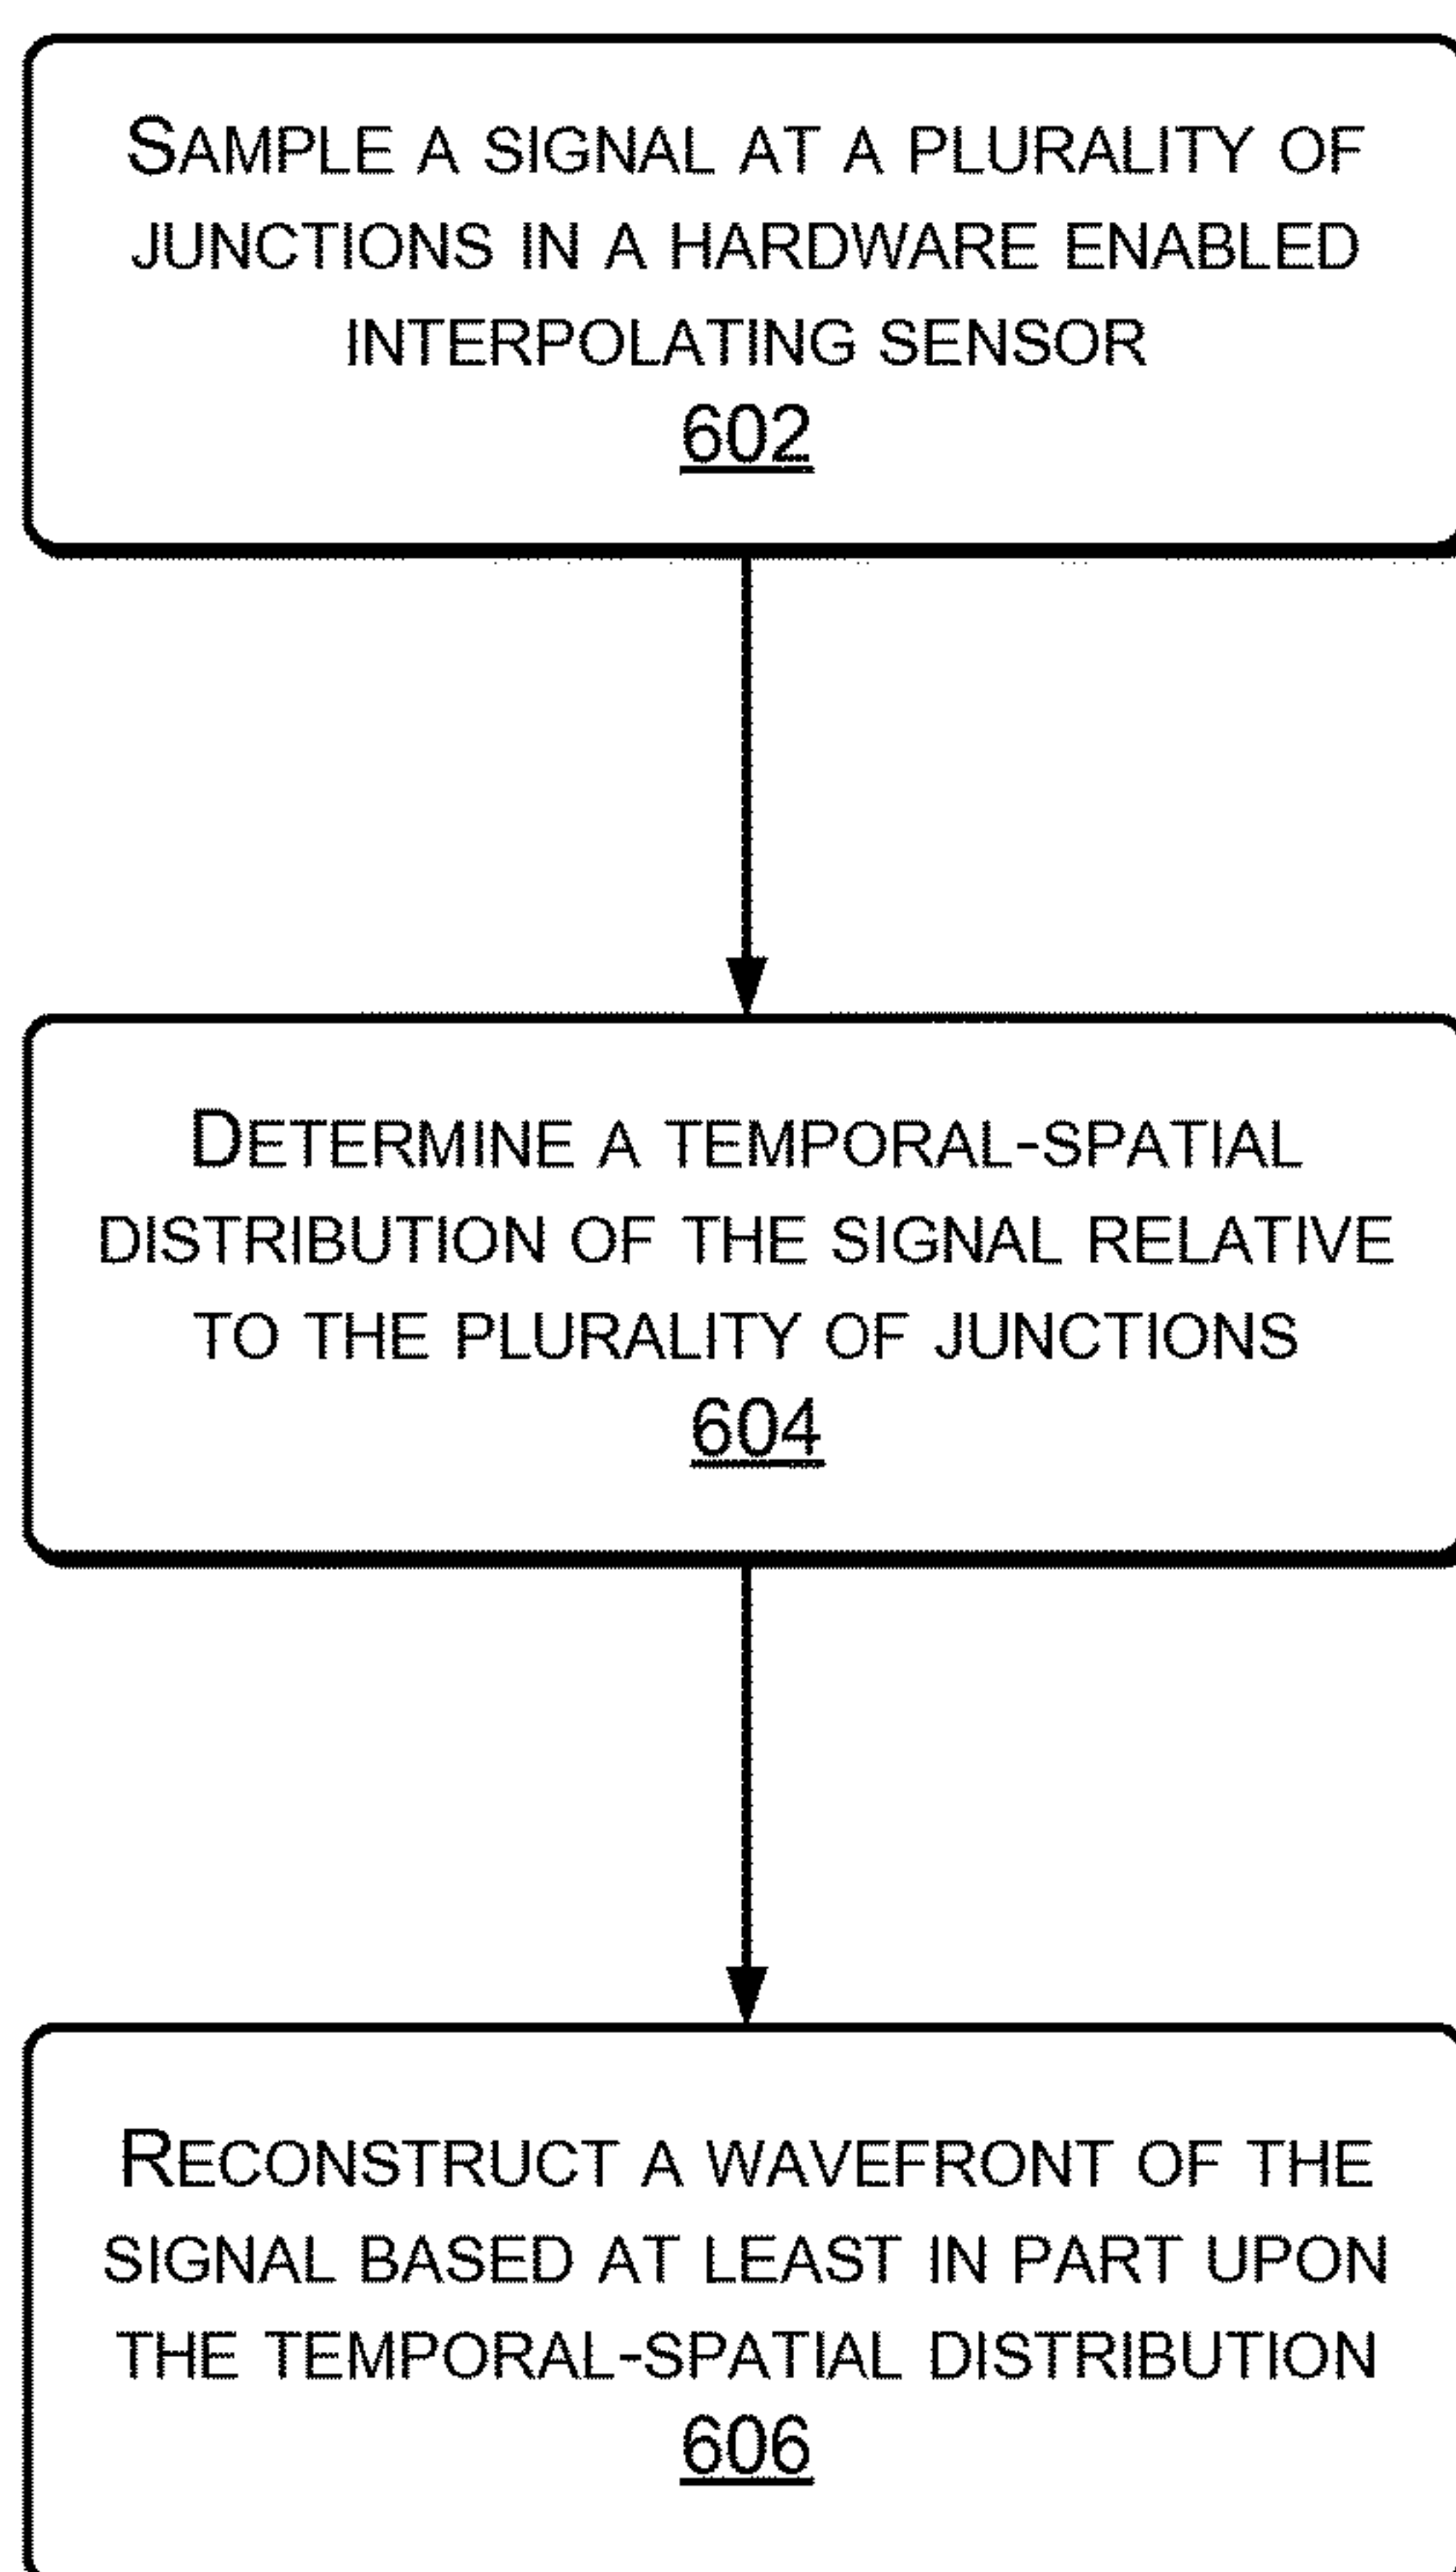 SAMPLE A SIGNAL AT A PLURALITY OF
JUNCTIONS IN A HARDWARE ENABLED
INTERPOLATING SENSOR
602
DETERMINE A TEMPORAL-SPATIAL
DISTRIBUTION OF THE SIGNAL RELATIVE
TO THE PLURALITY OF JUNCTIONS
604
RECONSTRUCT A WAVEFRONT OF THE
SIGNAL BASED AT LEAST IN PART UPON
THE TEMPORAL-SPATIAL DISTRIBUTION
606